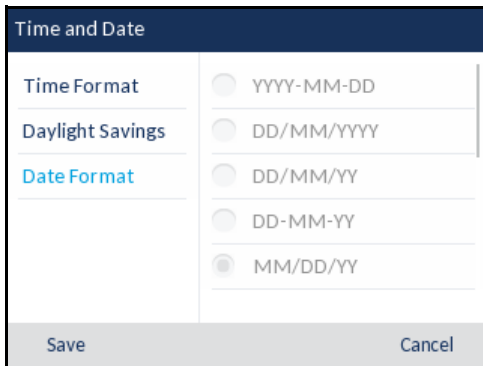 Time and Date
Time Format
Daylight Savings
Date Format
YYYY-MM-DD
DD/MM/YYYY
DD/MM/YY
DD-MM-YY
MM/DD/YY
Save
Cancel